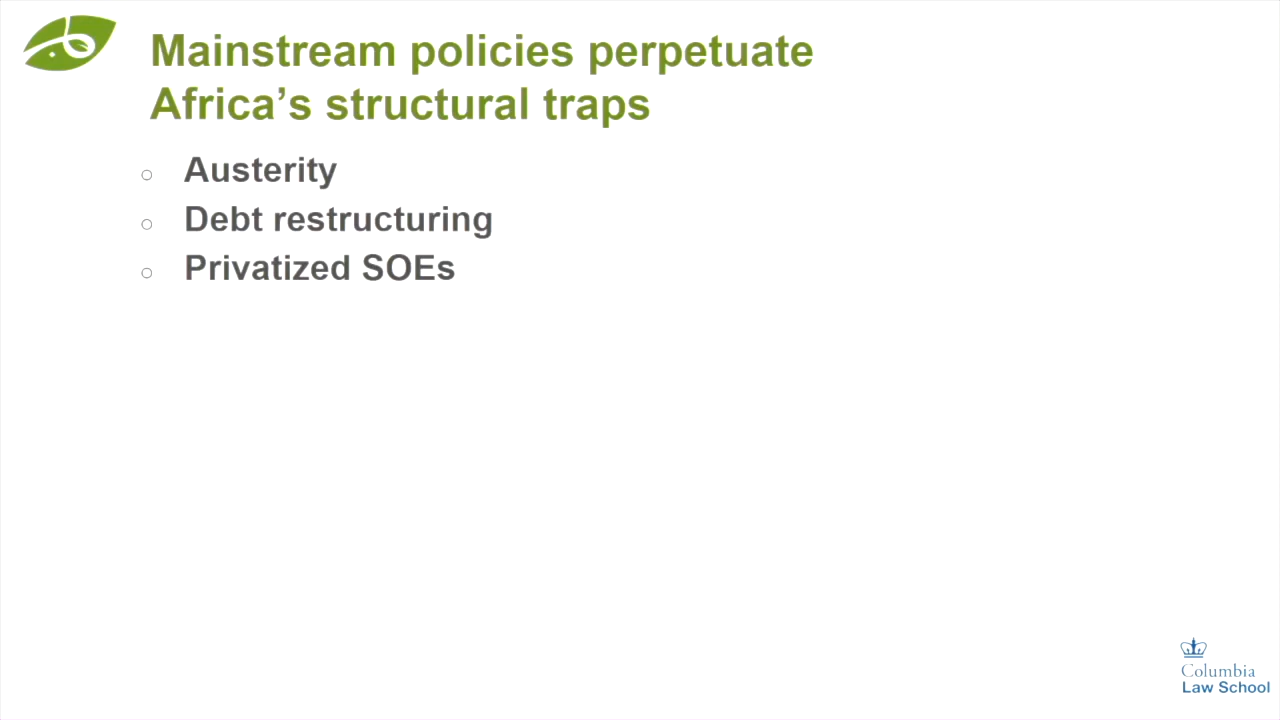 Mainstream policies perpetuate
Africa's structural traps
Austerity
Debt restructuring
Privatized SOEs
Columbia
Law School